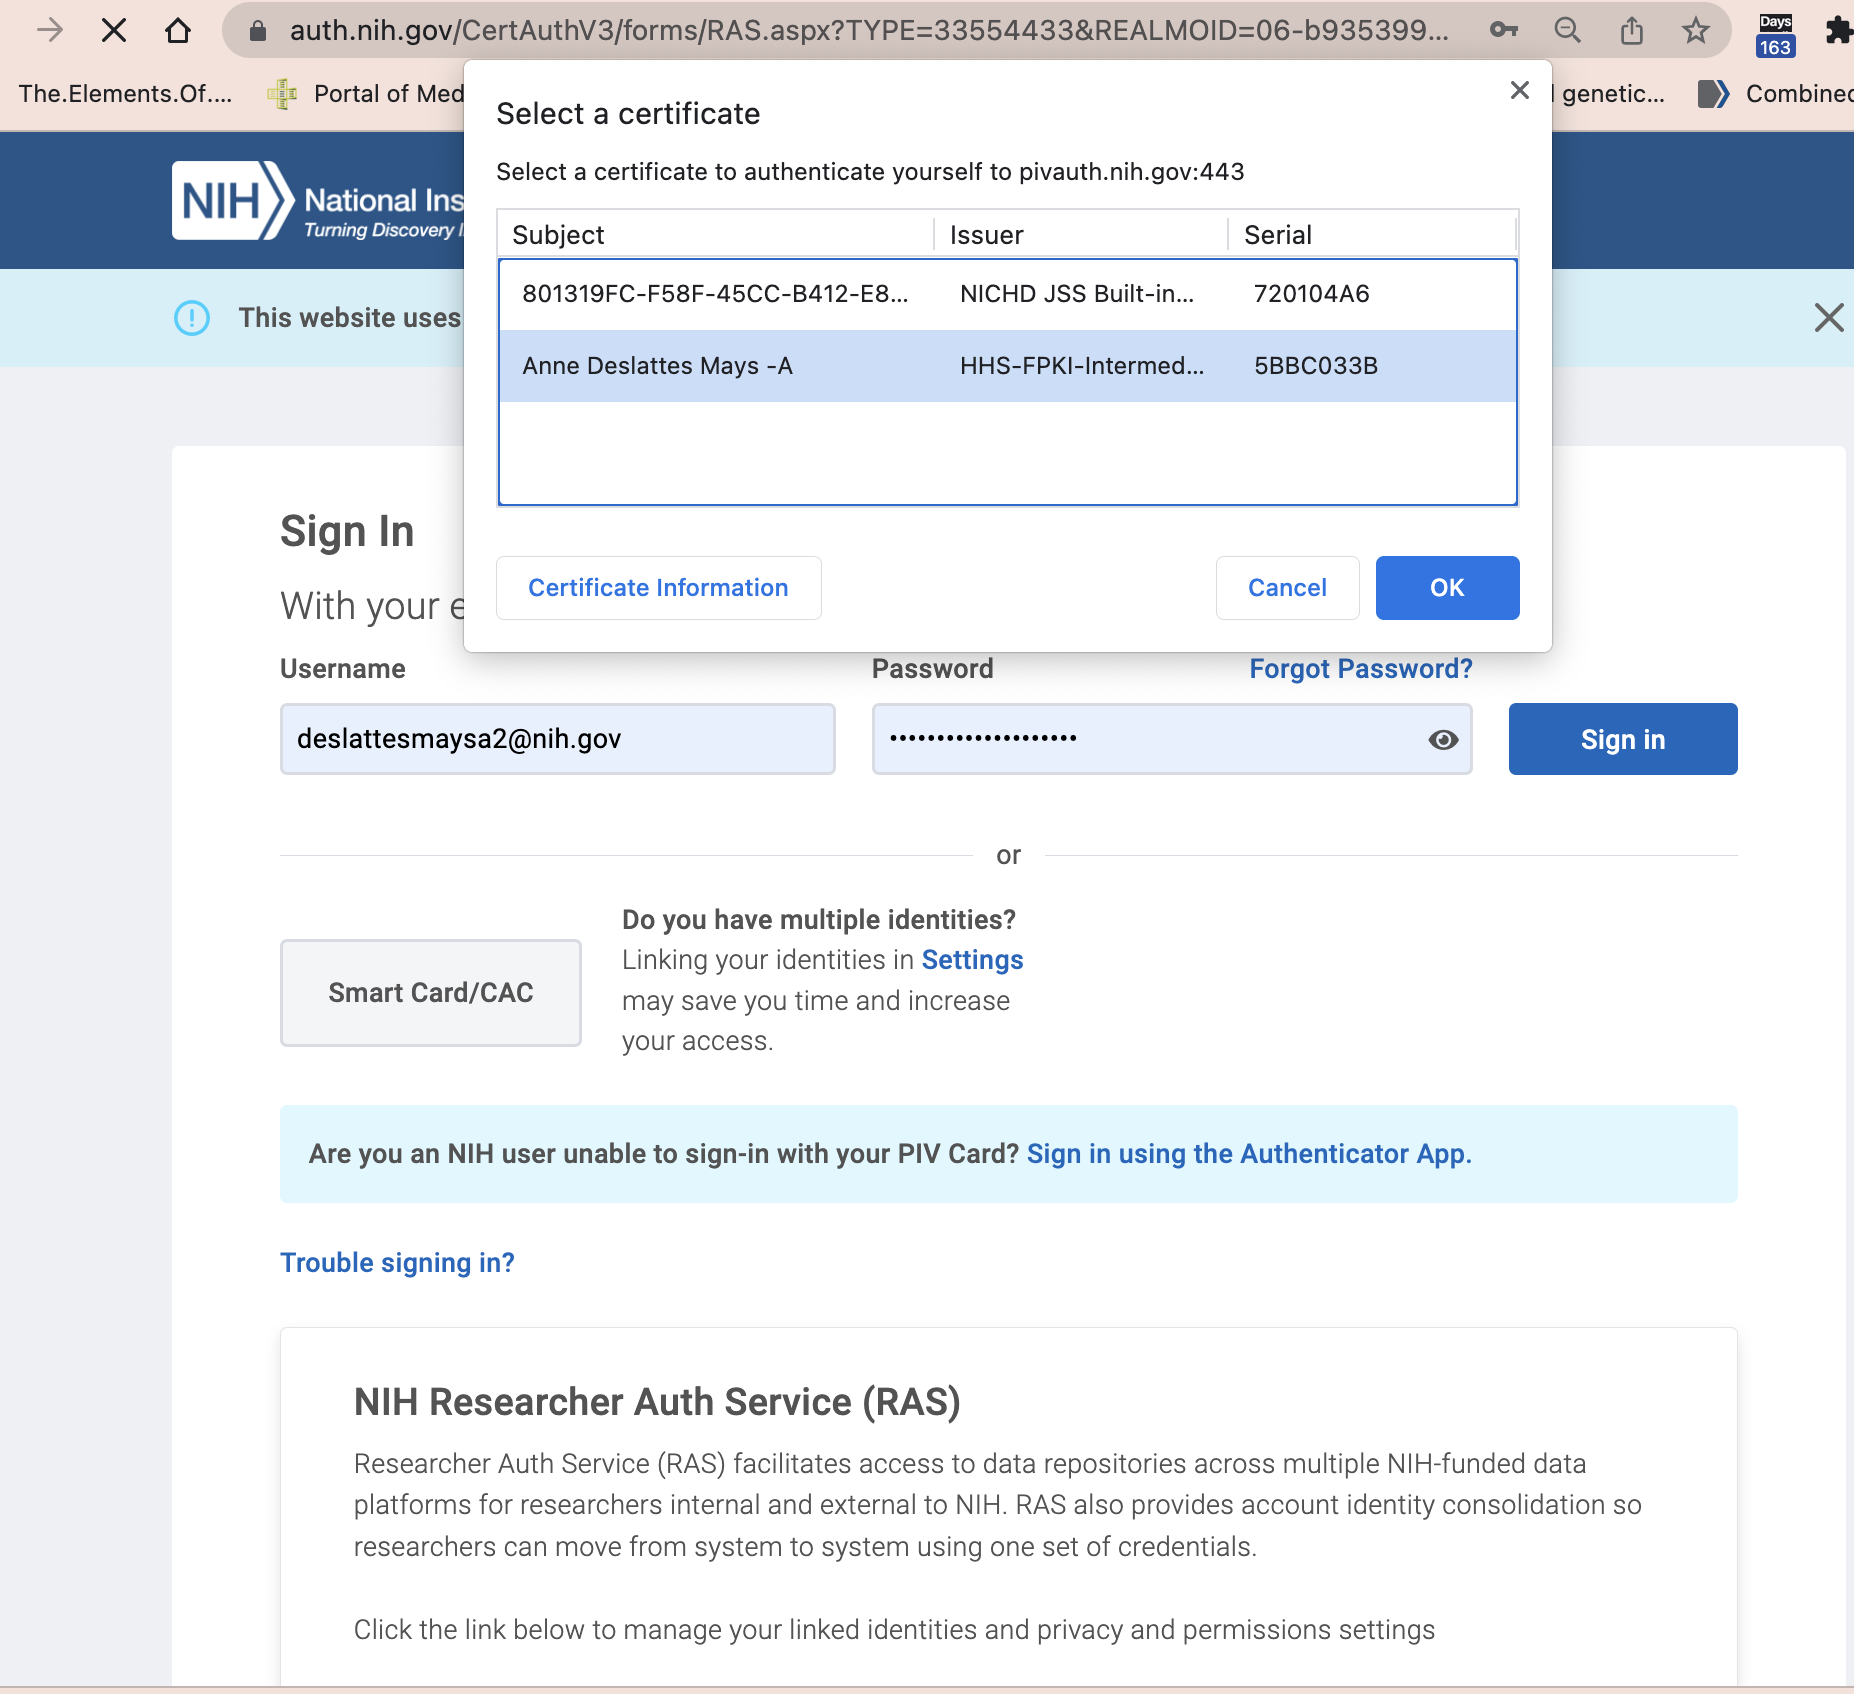 auth.nih.gov/CertAuthV3/forms/RAS.aspx?TYPE=33554433&REALMOID=06-b935399...
Days
163
The.Elements.Of....
Portal of Med
l genetic...
Combined
Select a certificate
Select a certificate to authenticate yourself to pivauth.nih.gov:443
Subject Issuer Serial
801319FC-F58F-45CC-B412-E8... NICHD JSS Built-in... 720104A6
Anne Deslattes Mays -A HHS-FPKI-Intermed... 5BBC033B
Certificate Information Cancel OK
NIH National Ins
Turning Discovery I
This website uses
Sign In
With your e
Username Password Forgot Password?
deslattesmaysa2@nih.gov •••••••••••••••••••• Sign in
or
Smart Card/CAC
Do you have multiple identities?
Linking your identities in Settings
may save you time and increase
your access.
Are you an NIH user unable to sign-in with your PIV Card? Sign in using the Authenticator App.
Trouble signing in?
NIH Researcher Auth Service (RAS)
Researcher Auth Service (RAS) facilitates access to data repositories across multiple NIH-funded data
platforms for researchers internal and external to NIH. RAS also provides account identity consolidation so
researchers can move from system to system using one set of credentials.
Click the link below to manage your linked identities and privacy and permissions settings